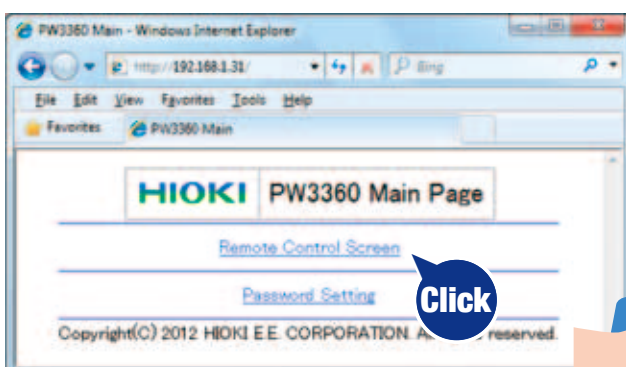 PW3360 Main - Windows Internet Explorer
http://192.168.1.31/
Bing
File Edit View Favorites Tools Help
Favorites PW3360 Main
HIOKI PW3360 Main Page
Remote Control Screen
Password Setting
Click
Copyright(C) 2012 HIOKI E.E. CORPORATION. A reserved.